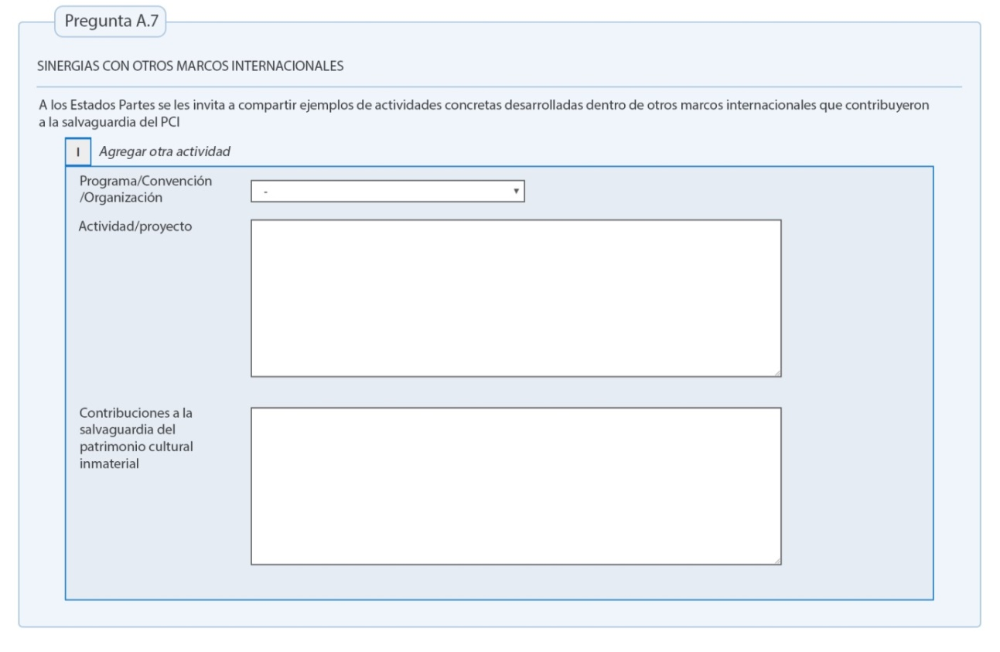 Pregunta A.7
SINERGIAS CON OTROS MARCOS INTERNACIONALES
A los Estados Partes se les invita a compartir ejemplos de actividades concretas desarrolladas dentro de otros marcos internacionales que contribuyeron
a la salvaguardia del PCI
I Agregar otra actividad
Programa/Convención
/Organización
-
Actividad/proyecto
Contribuciones a la
salvaguardia del
patrimonio cultural
inmaterial